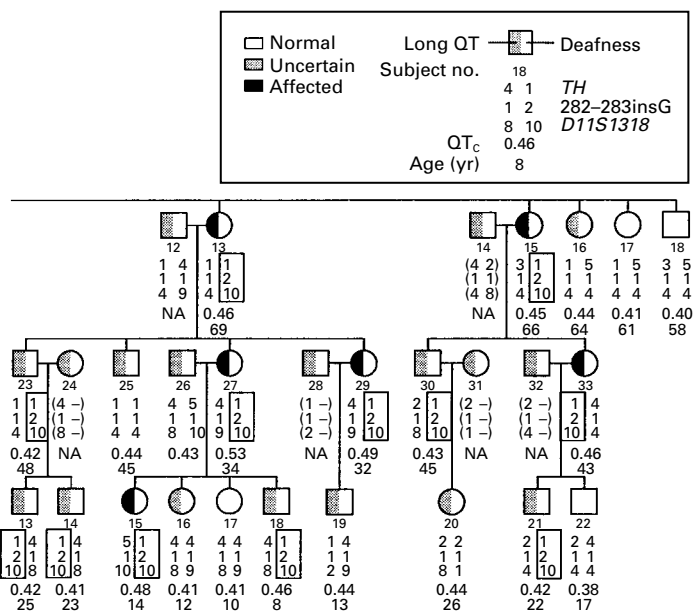 Normal Long QT Deafness
Uncertain Subject no. 18
Affected 4 1 TH
1 2 282–283insG
8 10 D11S1318
QTc 0.46
Age (yr) 8
12 13 14 15 16 17 18
1 4 1 1 (4 2) 3 1 1 5 1 5 3 5
1 1 1 2 (1 1) 1 2 1 1 1 1 1 1
4 9 4 10 (4 8) 4 10 4 4 4 4 4 4
NA 0.46 NA 0.45 0.44 0.41 0.40
69 66 64 61 58
23 24 25 26 27 28 29 30 31 32 33
1 1 (4 –) 1 1 4 5 4 1 (1 –) 4 1 2 1 (2 –) (2 –) 1 4
1 2 (1 –) 1 1 1 1 1 2 (1 –) 1 2 1 2 (1 –) (1 –) 2 1
4 10 (8 –) 4 4 8 10 9 10 (2 –) 9 10 8 10 (1 –) (4 –) 10 4
0.42 NA 0.44 0.43 0.53 NA 0.49 0.43 NA NA 0.46
48 45 34 32 45 43
13 14 15 16 17 18 19 20 21 22
1 4 1 4 5 1 4 4 4 4 4 1 1 4 2 2 2 1 2 4
2 1 2 1 1 2 1 1 1 1 1 2 1 1 1 1 1 2 1 1
10 8 10 8 10 10 8 9 8 9 8 10 2 9 8 1 4 10 4 4
0.42 0.41 0.48 0.41 0.41 0.46 0.44 0.44 0.42 0.38
25 23 14 12 10 8 13 26 22 17